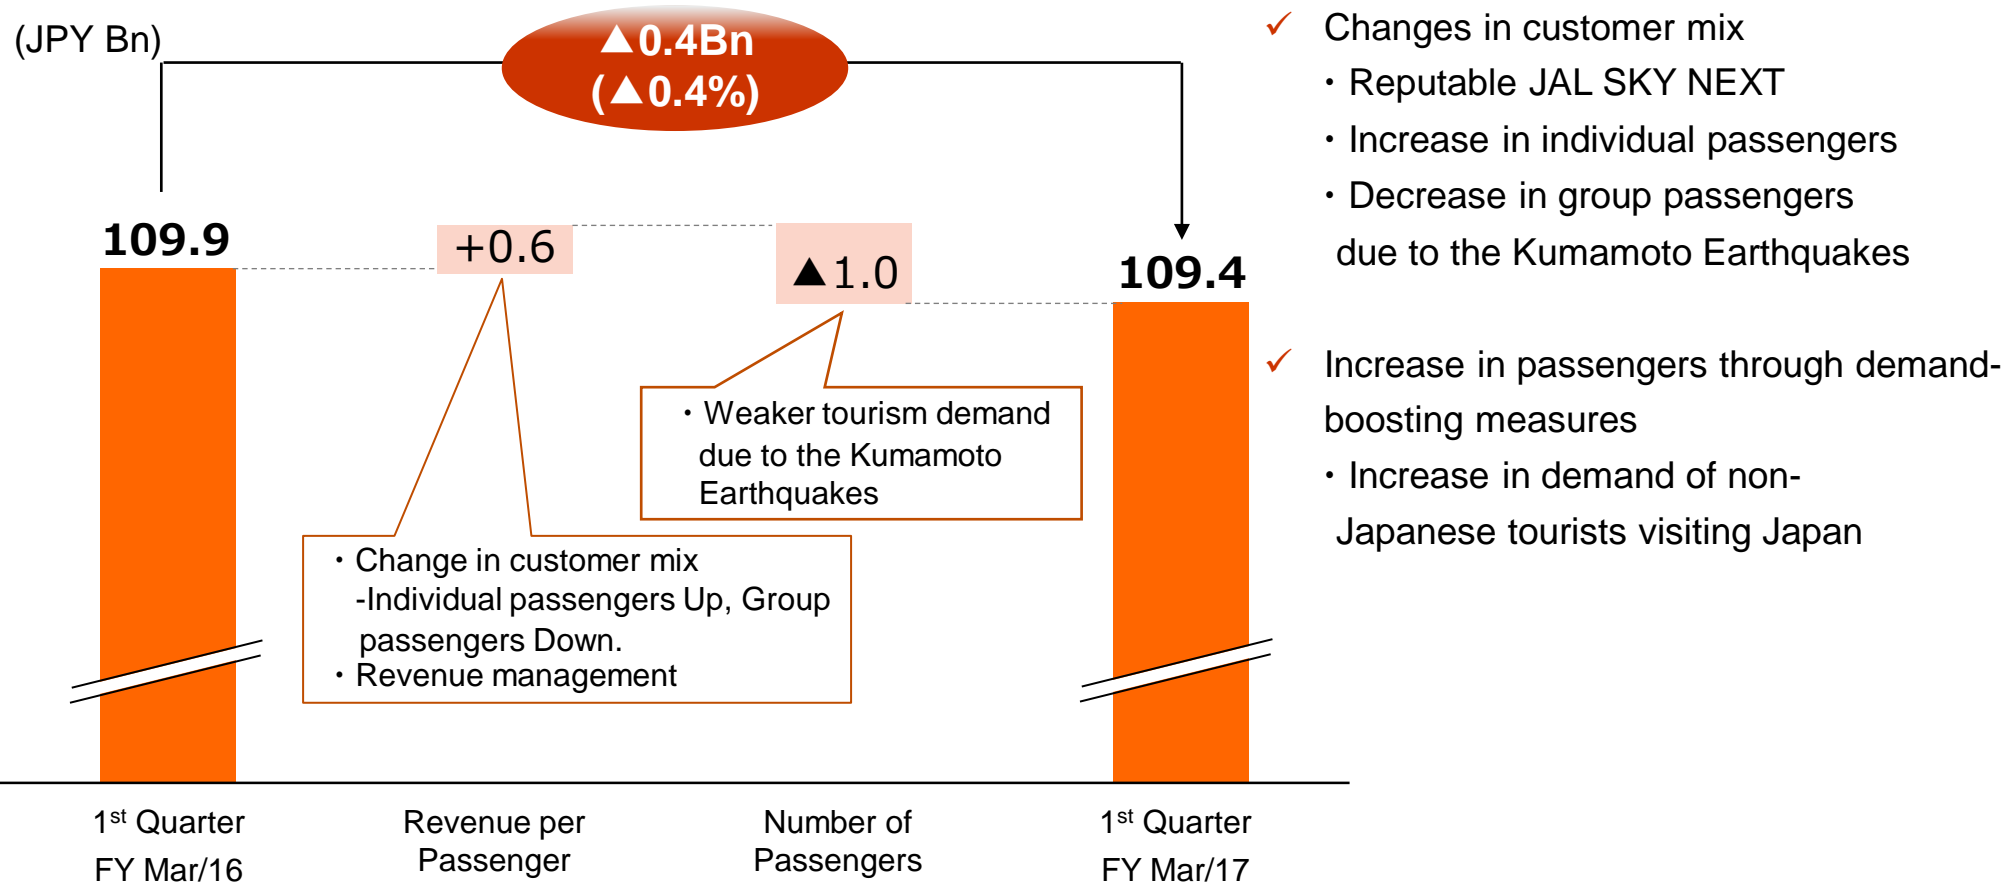 (JPY Bn)
▲0.4Bn
(▲0.4%)
109.9
+0.6
▲1.0
109.4
・Weaker tourism demand
due to the Kumamoto
Earthquakes
・Change in customer mix
-Individual passengers Up, Group
passengers Down.
・Revenue management
1st Quarter
FY Mar/16
Revenue per
Passenger
Number of
Passengers
1st Quarter
FY Mar/17
✓ Changes in customer mix
・Reputable JAL SKY NEXT
・Increase in individual passengers
・Decrease in group passengers
due to the Kumamoto Earthquakes
✓ Increase in passengers through demand-
boosting measures
・Increase in demand of non-
Japanese tourists visiting Japan